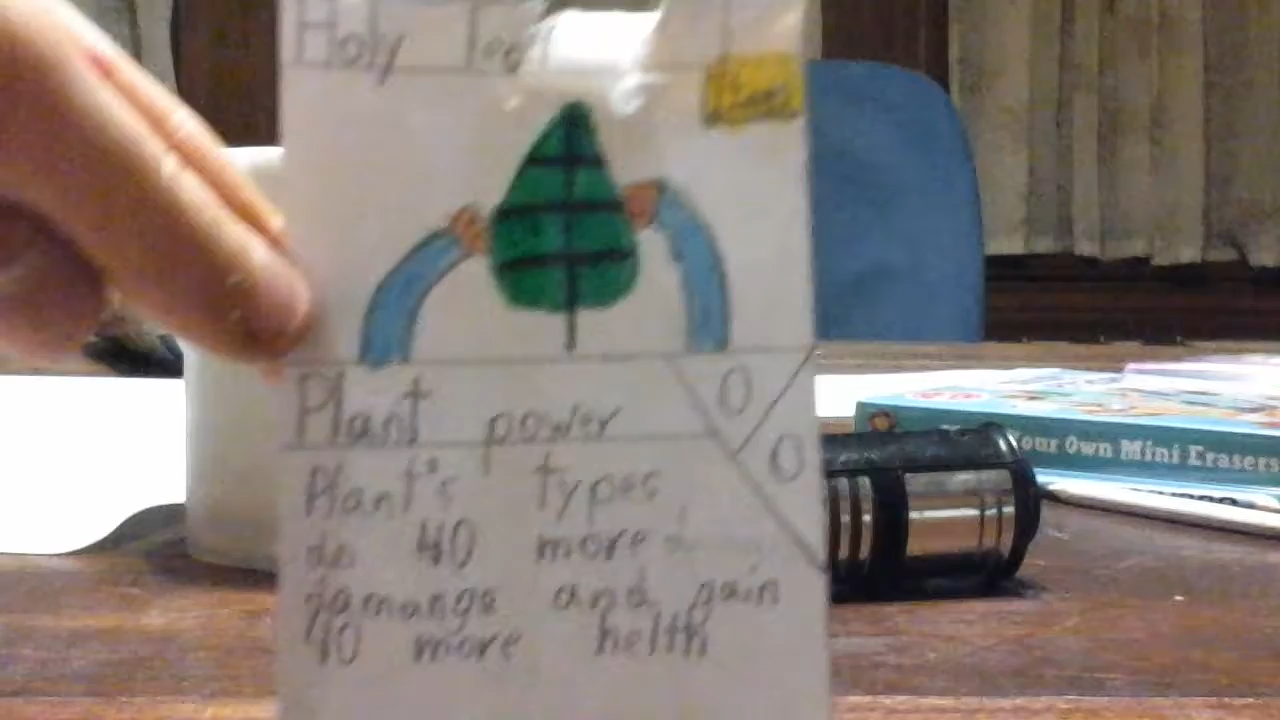 Holy
Plant power
0
0
Plant's types
do 40 more
damange and gain
40 more helth
Your Own Mini Erasers